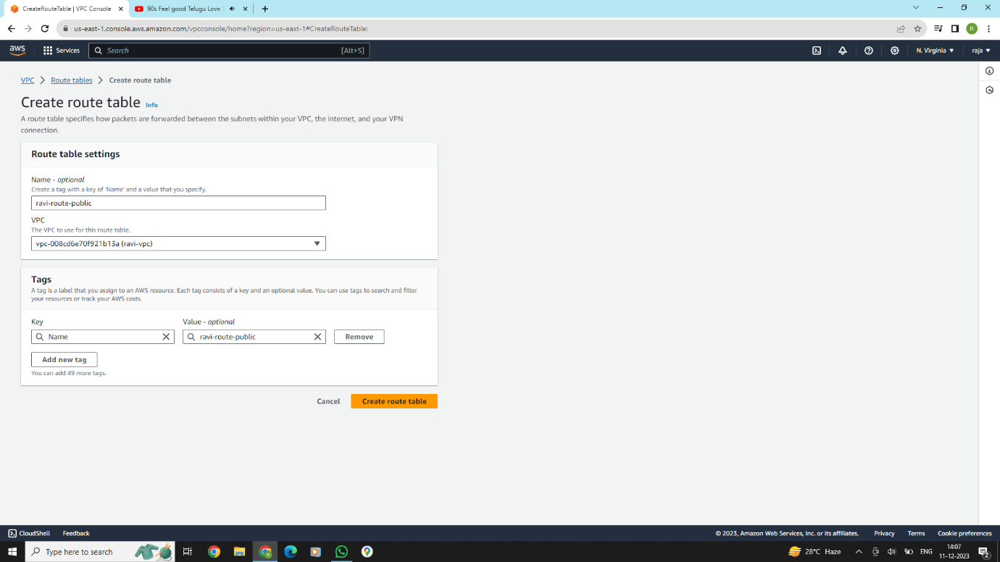 CreateRouteTable | VPC Console
90s Feel good Telugu Love
us-east-1.console.aws.amazon.com/vpcconsole/home?region=us-east-1#CreateRouteTable:
R
aws
Services
Search
[Alt+S]
N. Virginia
raja
VPC
Route tables
Create route table
Create route table
Info
A route table specifies how packets are forwarded between the subnets within your VPC, the internet, and your VPN
connection.
Route table settings
Name - optional
Create a tag with a key of 'Name' and a value that you specify.
ravi-route-public
VPC
The VPC to use for this route table.
vpc-008cd6e70f921b13a (ravi-vpc)
Tags
A tag is a label that you assign to an AWS resource. Each tag consists of a key and an optional value. You can use tags to search and filter
your resources or track your AWS costs.
Key
Value - optional
Name
ravi-route-public
Remove
Add new tag
You can add 49 more tags.
Cancel
Create route table
CloudShell
Feedback
© 2023, Amazon Web Services, Inc. or its affiliates.
Privacy
Terms
Cookie preferences
Type here to search
28°C Haze
ENG
14:07
11-12-2023
2